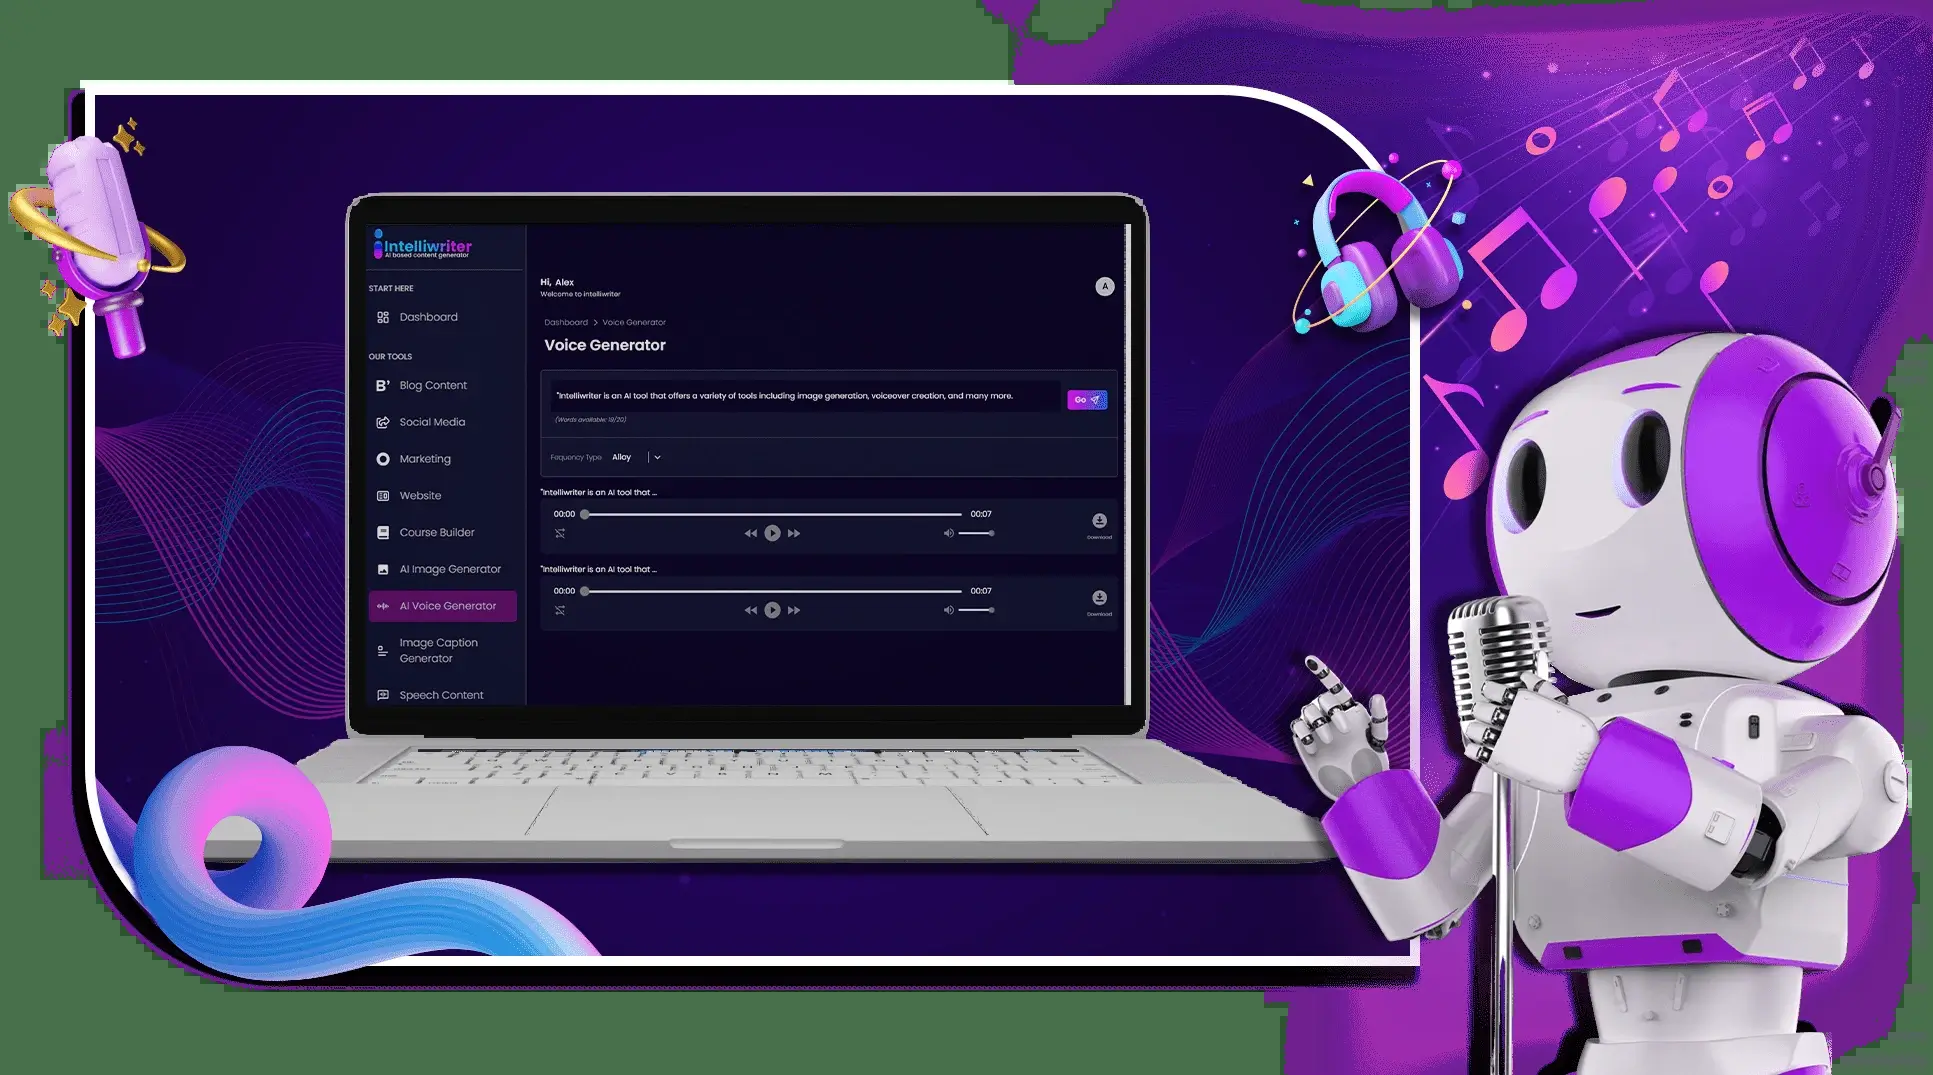 Intelliwriter
AI based content generator
START HERE
Dashboard
OUR TOOLS
B’ Blog Content
Social Media
Marketing
Website
Course Builder
AI Image Generator
AI Voice Generator
Image Caption
Generator
Speech Content
Hi, Alex
Welcome to intelliwriter
A
Dashboard > Voice Generator
Voice Generator
"Intelliwriter is an AI tool that offers a variety of tools including image generation, voiceover creation, and many more.
Go
(Words available: 19/20)
Fequency Type Alloy
"Intelliwriter is an AI tool that ...
00:00 00:07
Download
"Intelliwriter is an AI tool that ...
00:00 00:07
Download